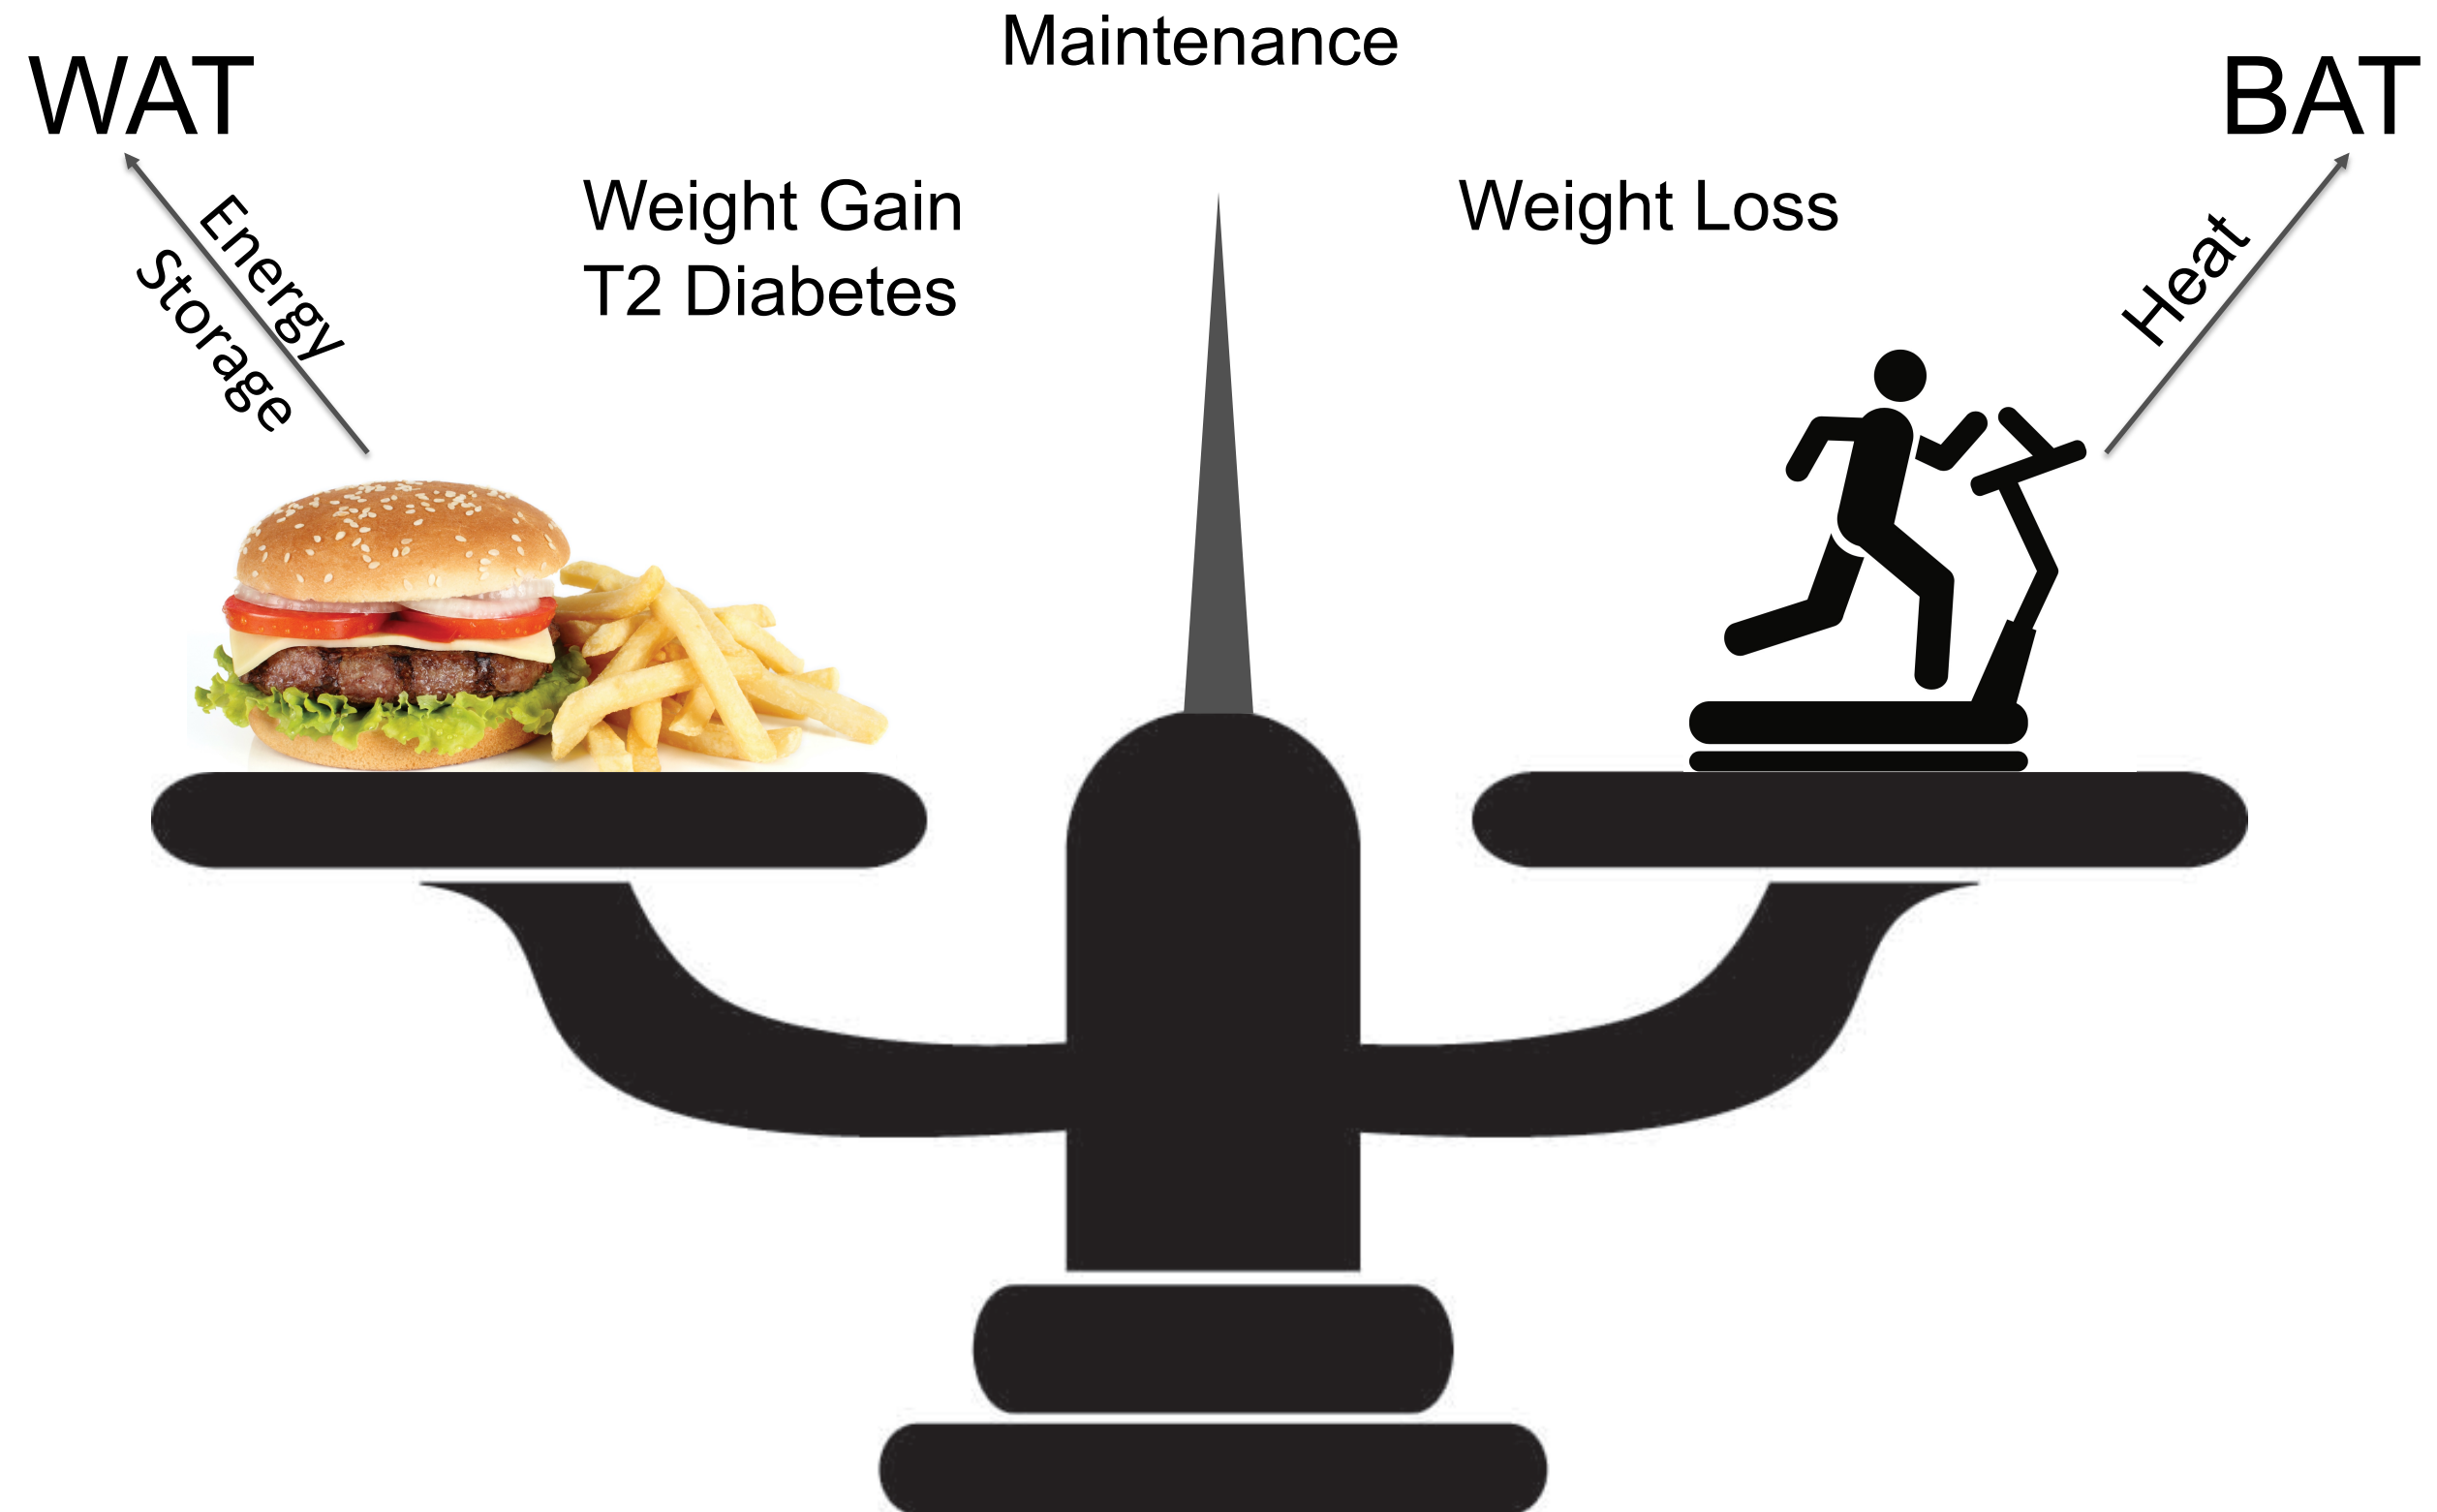 Maintenance
WAT
BAT
Energy
Storage
Weight Gain
T2 Diabetes
Weight Loss
Heat